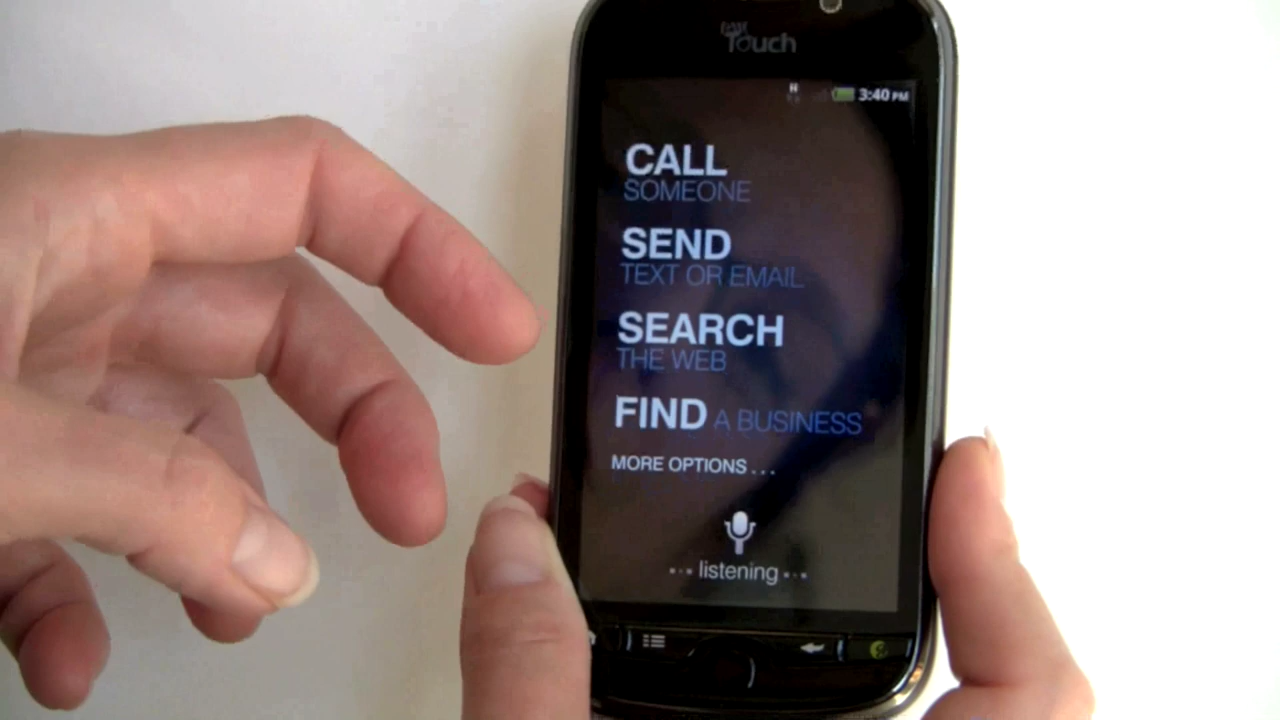 Touch
3:40 PM
CALL
SOMEONE
SEND
TEXT OR EMAIL
SEARCH
THE WEB
FIND A BUSINESS
MORE OPTIONS...
listening